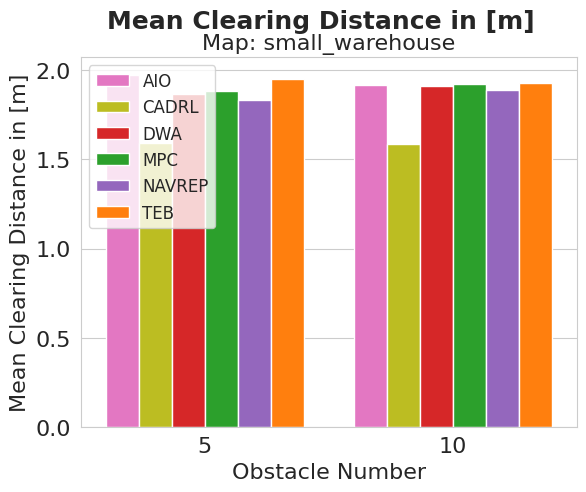 Mean Clearing Distance in [m]
Map: small_warehouse
Mean Clearing Distance in [m]
2.0
1.5
1.0
0.5
0.0
AIO
CADRL
DWA
MPC
NAVREP
TEB
5
10
Obstacle Number